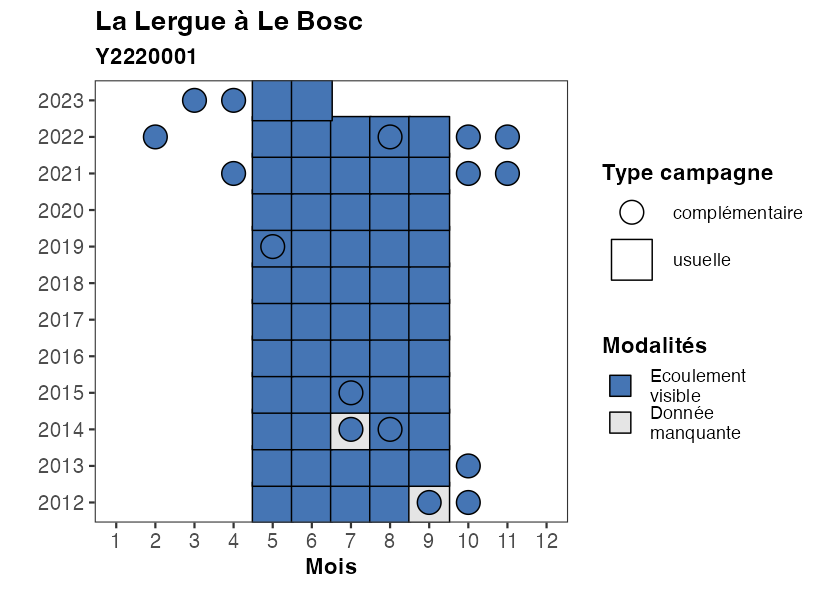 La Lergue à Le Bosc
Y2220001
2023
2022
2021
2020
2019
2018
2017
2016
2015
2014
2013
2012
1 2 3 4 5 6 7 8 9 10 11 12
Mois
Type campagne
complémentaire
usuelle
Modalités
Ecoulement
visible
Donnée
manquante